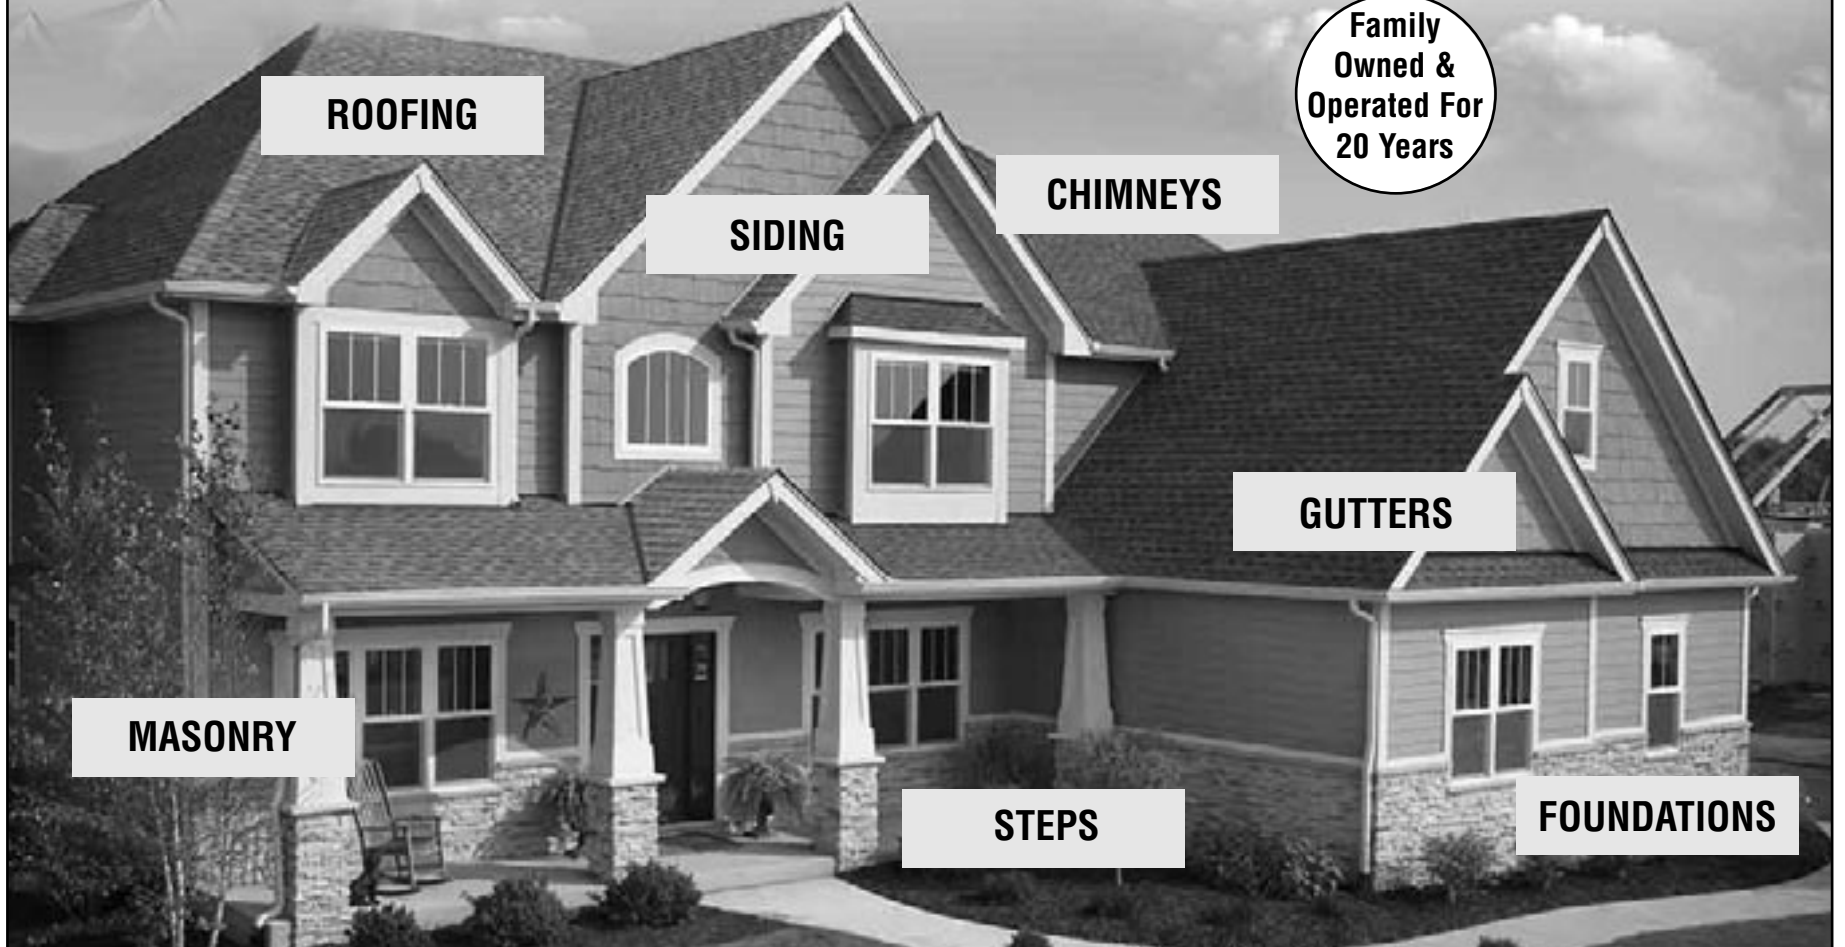 Family
Owned &
Operated For
20 Years
ROOFING
CHIMNEYS
SIDING
GUTTERS
MASONRY
STEPS
FOUNDATIONS